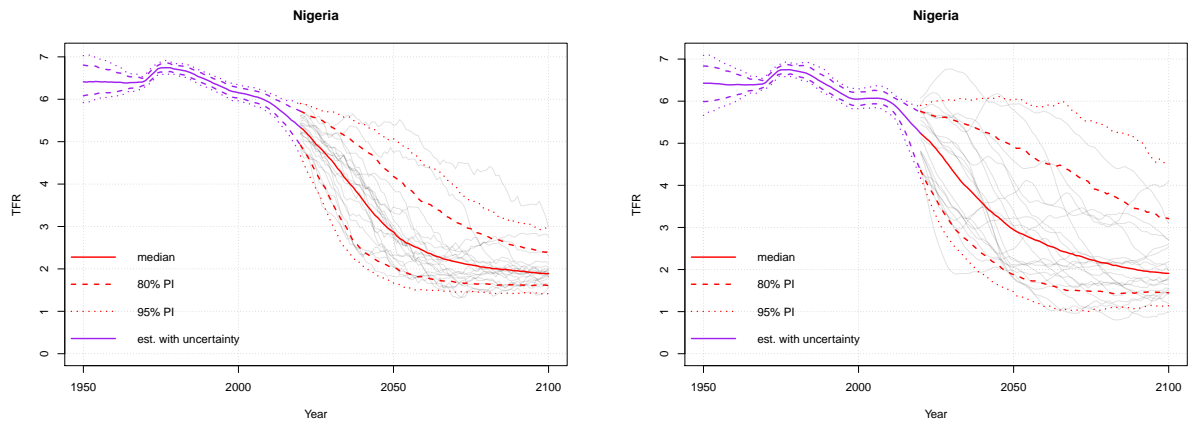 Nigeria
TFR
7
6
5
4
3
2
1
0
median
80% PI
95% PI
est. with uncertainty
1950
2000
2050
2100
Year
Nigeria
TFR
7
6
5
4
3
2
1
0
median
80% PI
95% PI
est. with uncertainty
1950
2000
2050
2100
Year